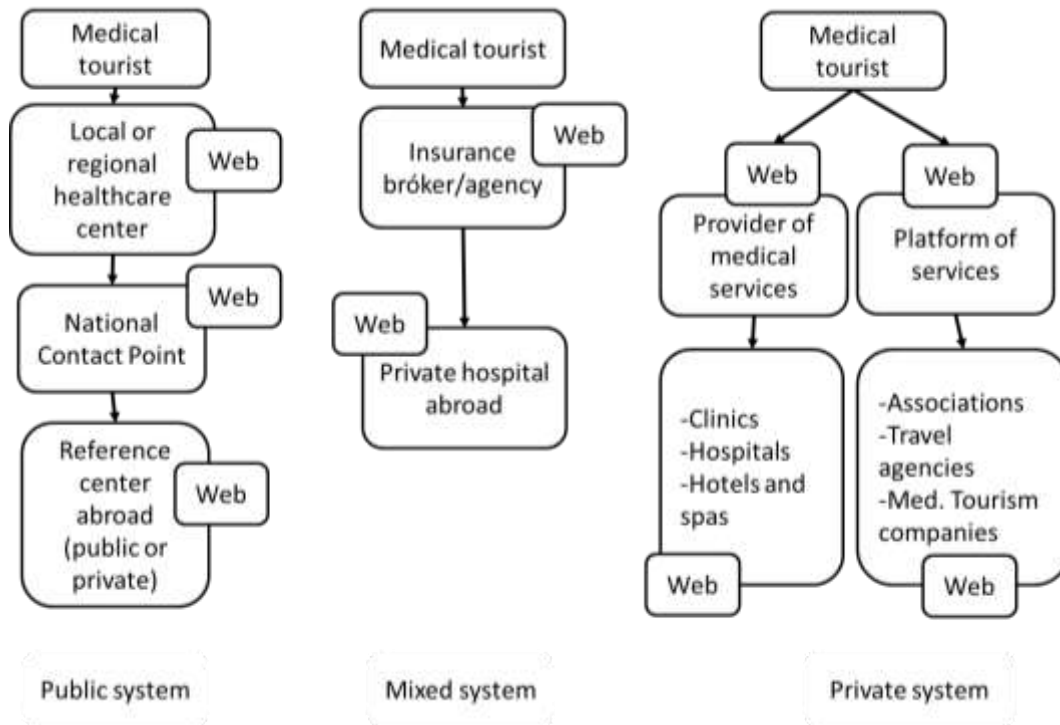 Medical
tourist
Local or
regional
healthcare
center
Web
Web
National
Contact Point
Reference
center
abroad
(public or
private)
Web
Public system
Medical tourist
Web
Insurance
bróker/agency
Web
Private hospital
abroad
Mixed system
Medical
tourist
Web
Provider of
medical
services
-Clinics
-Hospitals
-Hotels and
spas
Web
Web
Platform of
services
-Associations
-Travel
agencies
-Med. Tourism
companies
Web
Private system